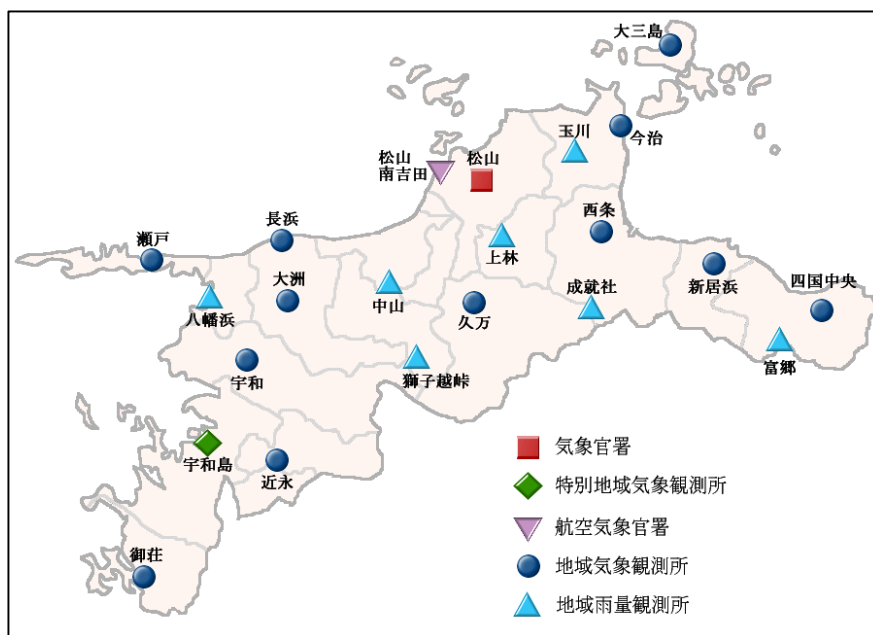 大三島
今治
玉川
松山
南吉田
松山
西条
長浜
瀬戸
上林
大洲
新居浜
四国中央
成就社
八幡浜
中山
久万
富郷
宇和
獅子越峠
宇和島
近永
御荘
気象官署
特別地域気象観測所
航空気象官署
地域気象観測所
地域雨量観測所